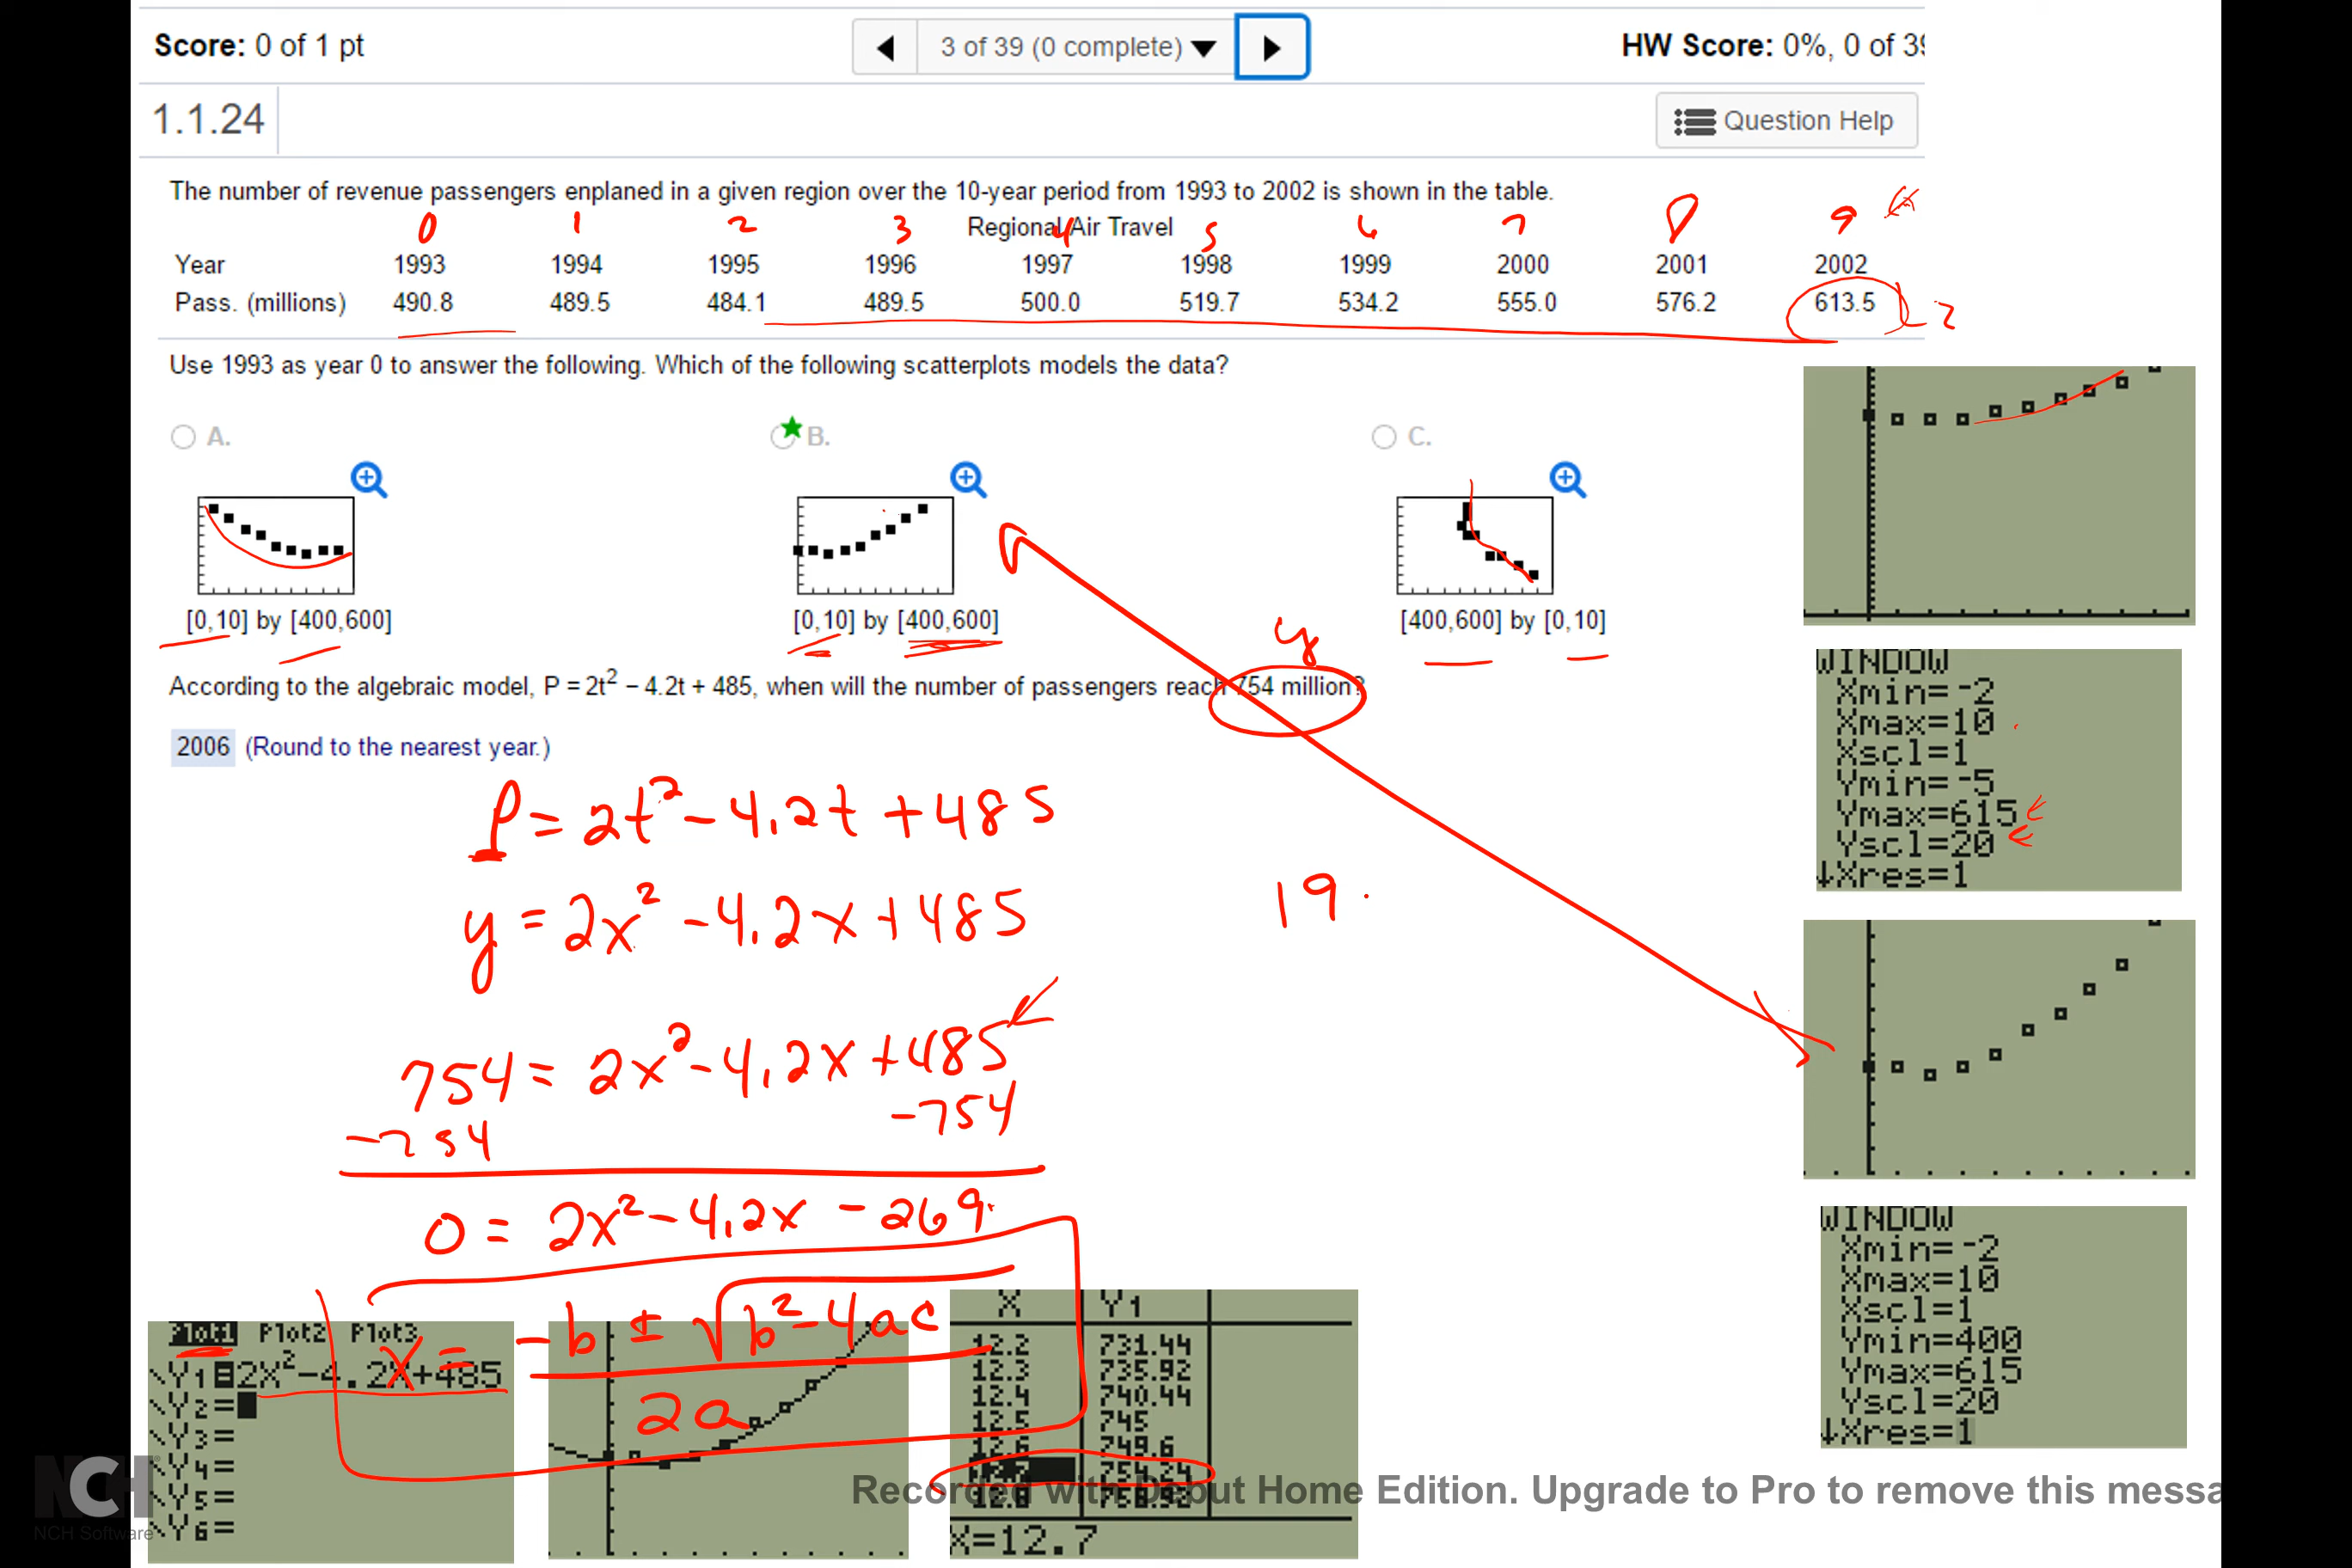 Score: 0 of 1 pt
3 of 39 (0 complete)
HW Score: 0%, 0 of 39
1.1.24
Question Help
The number of revenue passengers enplaned in a given region over the 10-year period from 1993 to 2002 is shown in the table.
0 1 2 3 4 5 6 7 8 9
Regional Air Travel
Year 1993 1994 1995 1996 1997 1998 1999 2000 2001 2002
Pass. (millions) 490.8 489.5 484.1 489.5 500.0 519.7 534.2 555.0 576.2 613.5
Use 1993 as year 0 to answer the following. Which of the following scatterplots models the data?
A. B. C.
[0,10] by [400,600] [0,10] by [400,600] [400,600] by [0,10]
y
According to the algebraic model, P = 2t² − 4.2t + 485, when will the number of passengers reach 754 million?
2006 (Round to the nearest year.)
P = 2t² − 4.2t + 485
y = 2x² − 4.2x + 485
19.
754 = 2x² − 4.2x + 485
−754 −754
0 = 2x² − 4.2x − 269
x = −b ± √b² − 4ac
2a
WINDOW
Xmin=-2
Xmax=10
Xscl=1
Ymin=-5
Ymax=615
Yscl=20
↓Xres=1
WINDOW
Xmin=-2
Xmax=10
Xscl=1
Ymin=400
Ymax=615
Yscl=20
↓Xres=1
Plot1 Plot2 Plot3
\Y1=2X²-4.2X+485
\Y2=
\Y3=
\Y4=
\Y5=
\Y6=
X Y1
12.2 731.44
12.3 735.92
12.4 740.44
12.5 745
12.6 749.6
754.24
12.8 758.92
X=12.7
NCH
NCH Software
Recorded with Debut Home Edition. Upgrade to Pro to remove this messa